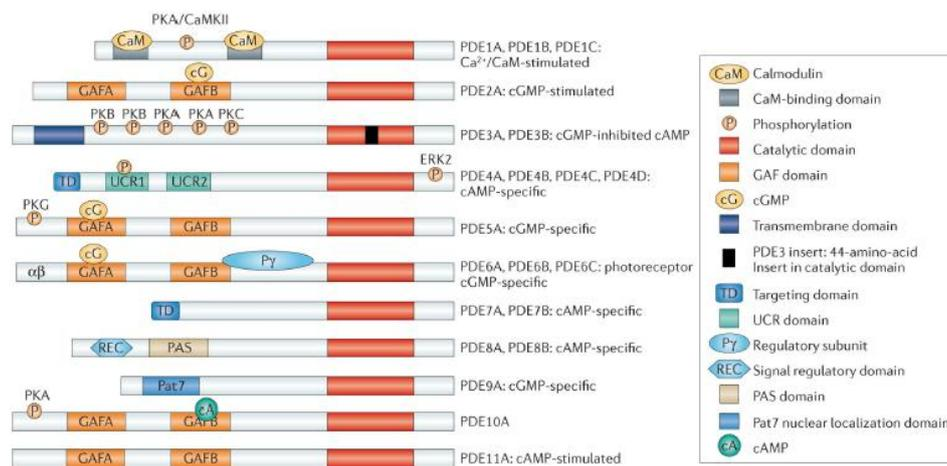 PKA/CaMKII
CaM P CaM
PDE1A, PDE1B, PDE1C:
Ca²⁺/CaM-stimulated
cG
GAFA GAFB
PDE2A: cGMP-stimulated
PKB PKB PKA PKA PKC
P P P P P
PDE3A, PDE3B: cGMP-inhibited cAMP
ERK2
P P
TD UCR1 UCR2
PDE4A, PDE4B, PDE4C, PDE4D:
cAMP-specific
PKG
P cG
GAFA GAFB
PDE5A: cGMP-specific
cG Pγ
αβ GAFA GAFB
PDE6A, PDE6B, PDE6C: photoreceptor
cGMP-specific
TD
PDE7A, PDE7B: cAMP-specific
REC PAS
PDE8A, PDE8B: cAMP-specific
Pat7
PDE9A: cGMP-specific
PKA
P cA
GAFA GAFB
PDE10A
GAFA GAFB
PDE11A: cAMP-stimulated
CaM Calmodulin
CaM-binding domain
P Phosphorylation
Catalytic domain
GAF domain
cG cGMP
Transmembrane domain
PDE3 insert: 44-amino-acid
Insert in catalytic domain
TD Targeting domain
UCR domain
Pγ Regulatory subunit
REC Signal regulatory domain
PAS domain
Pat7 nuclear localization domain
cA cAMP